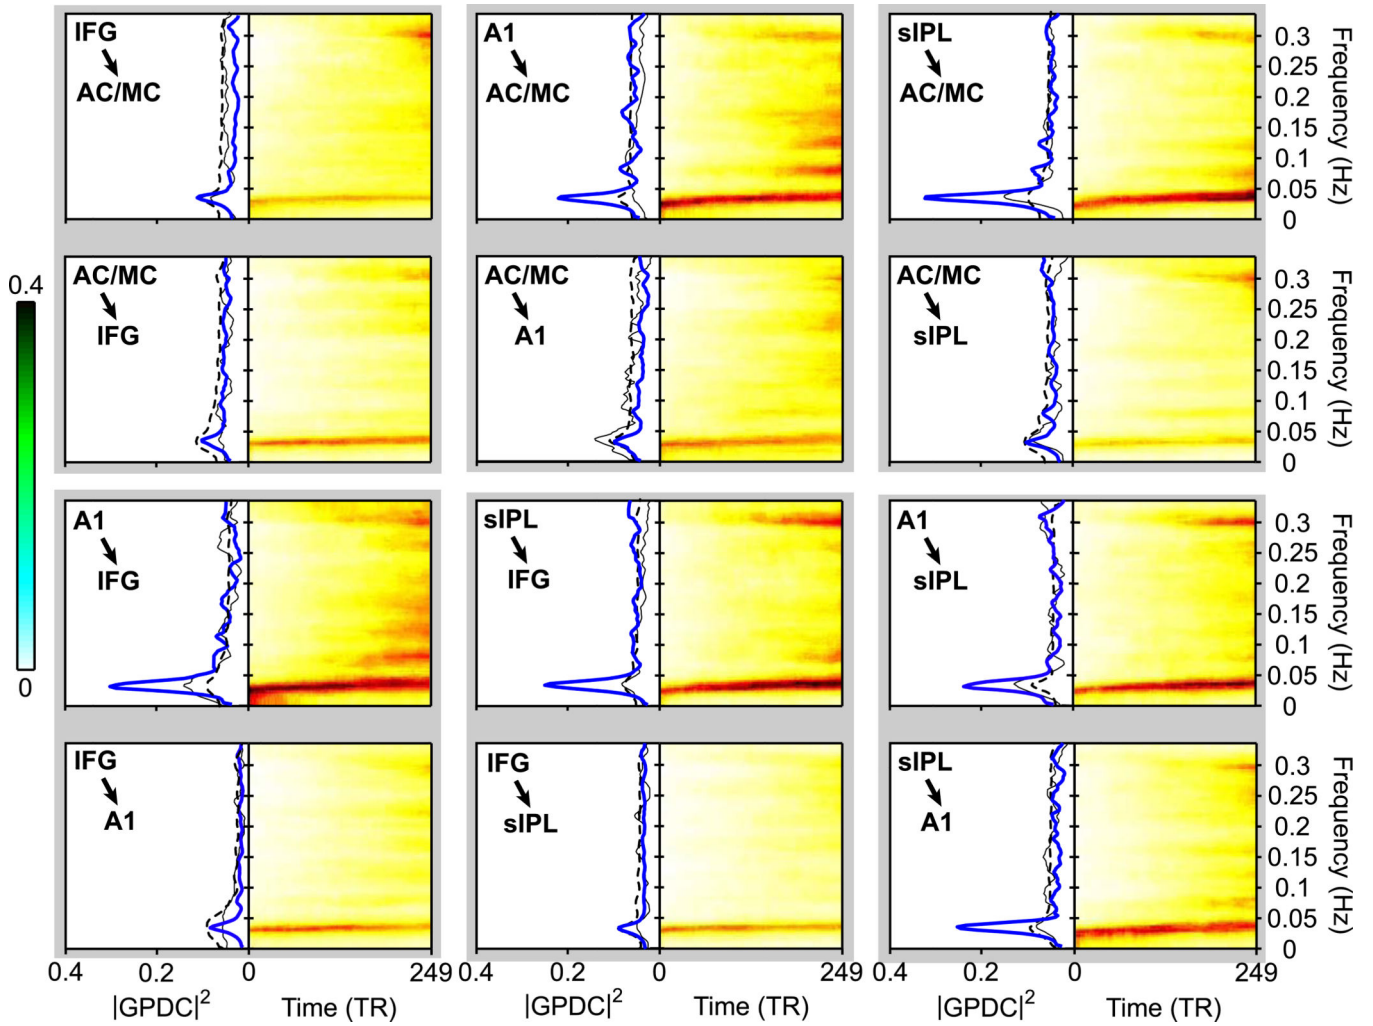 IFG
AC/MC
A1
AC/MC
sIPL
AC/MC
0.3
0.25
0.2
0.15
0.1
0.05
0
Frequency (Hz)
0.4
0
AC/MC
IFG
AC/MC
A1
AC/MC
sIPL
0.3
0.25
0.2
0.15
0.1
0.05
0
Frequency (Hz)
A1
IFG
sIPL
IFG
A1
sIPL
0.3
0.25
0.2
0.15
0.1
0.05
0
Frequency (Hz)
IFG
A1
IFG
sIPL
sIPL
A1
0.3
0.25
0.2
0.15
0.1
0.05
0
Frequency (Hz)
0.4 0.2 0 249 0.4 0.2 0 249 0.4 0.2 0 249
|GPDC|² Time (TR) |GPDC|² Time (TR) |GPDC|² Time (TR)